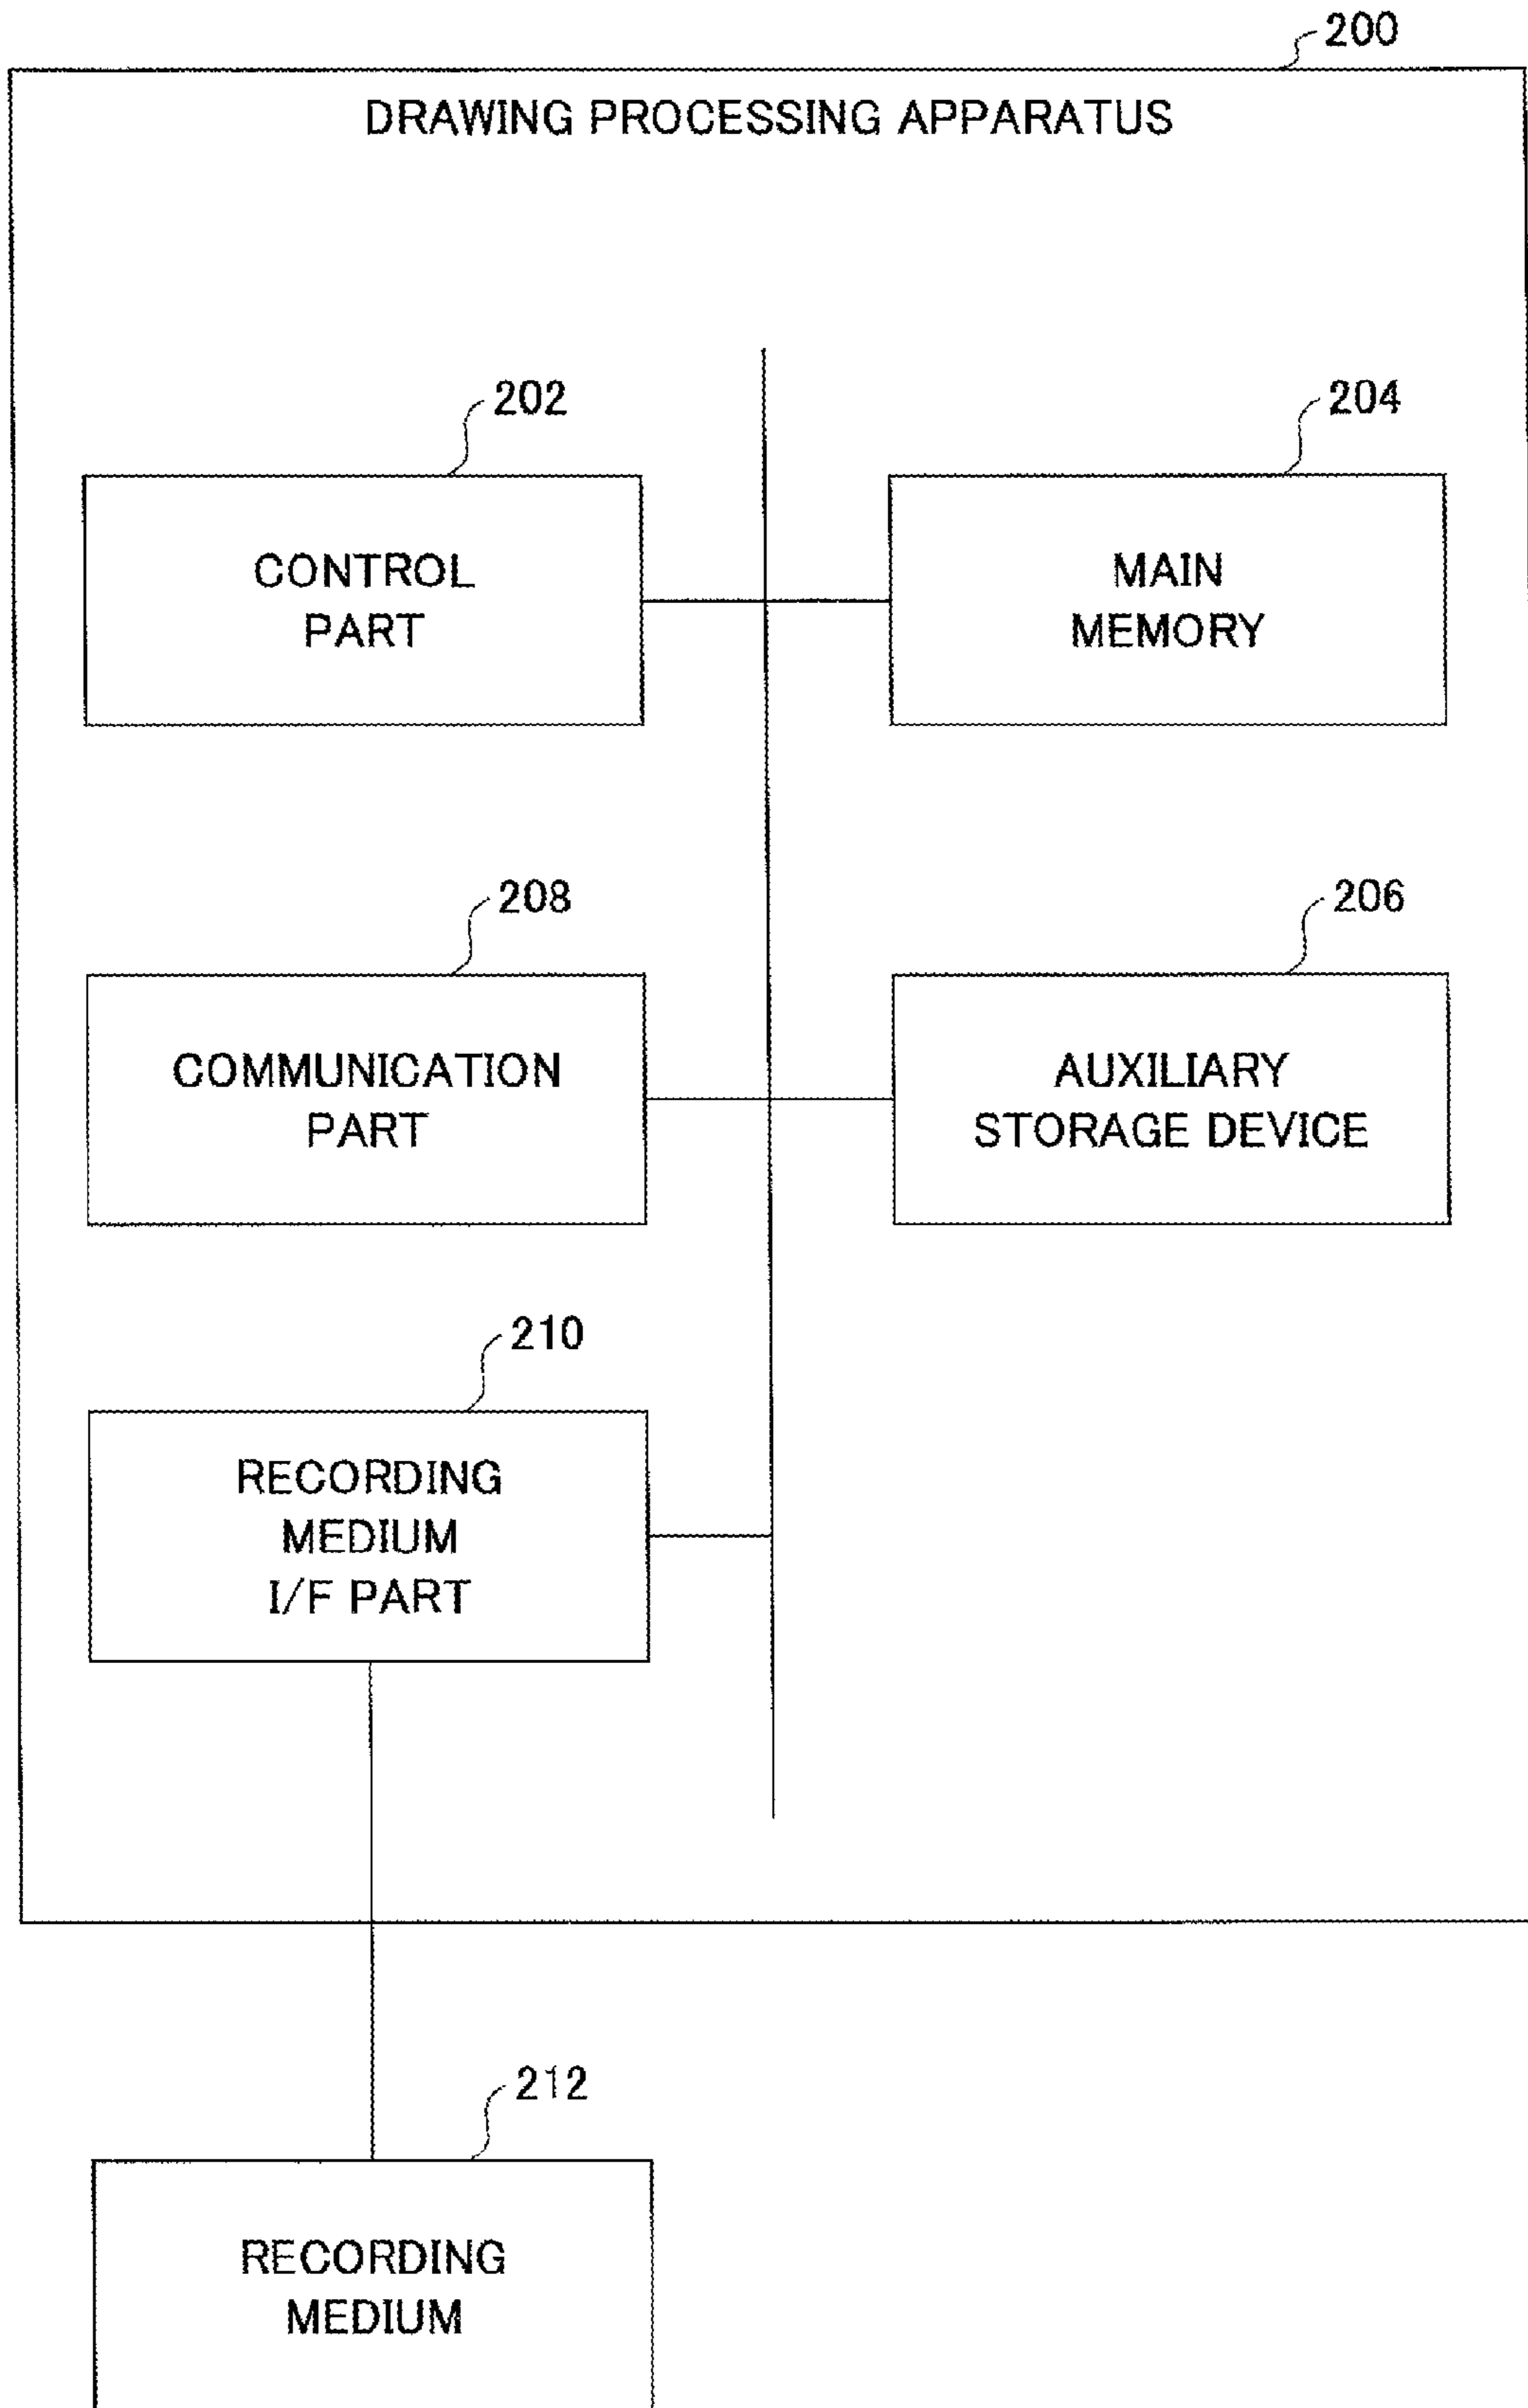 200
DRAWING PROCESSING APPARATUS
202
CONTROL
PART
204
MAIN
MEMORY
208
COMMUNICATION
PART
206
AUXILIARY
STORAGE DEVICE
210
RECORDING
MEDIUM
I/F PART
212
RECORDING
MEDIUM